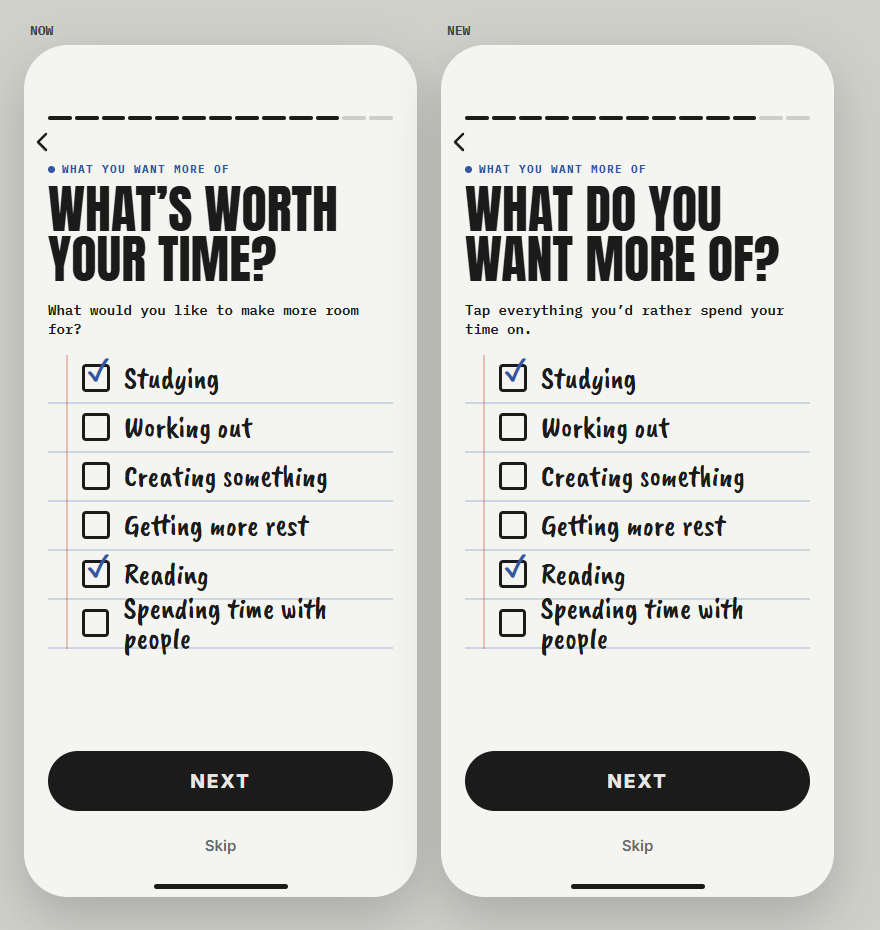 NOW
WHAT YOU WANT MORE OF
WHAT’S WORTH
YOUR TIME?
What would you like to make more room
for?
Studying
Working out
Creating something
Getting more rest
Reading
Spending time with
people
NEXT
Skip
NEW
WHAT YOU WANT MORE OF
WHAT DO YOU
WANT MORE OF?
Tap everything you’d rather spend your
time on.
Studying
Working out
Creating something
Getting more rest
Reading
Spending time with
people
NEXT
Skip